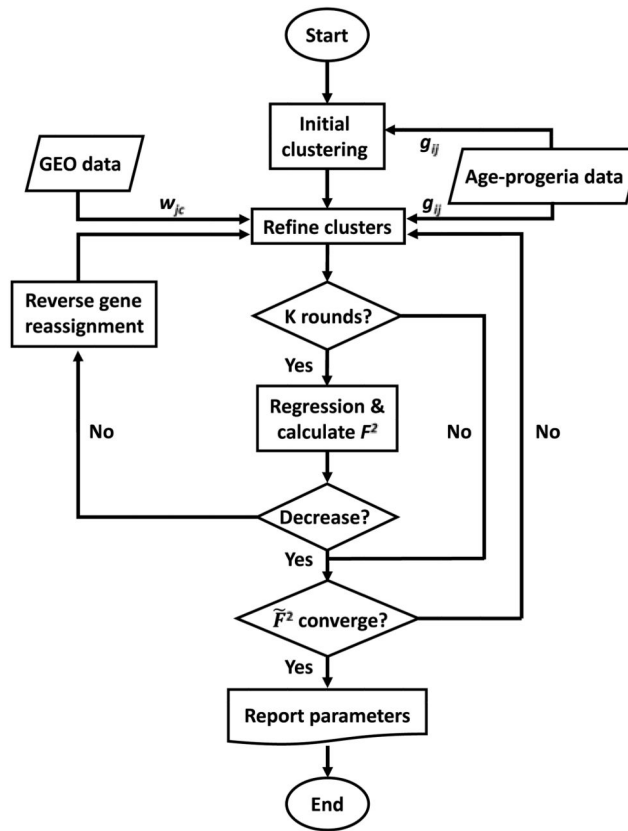 Start
Initial
clustering
g_ij
GEO data
Age-progeria data
w_jc
g_ij
Refine clusters
Reverse gene
reassignment
K rounds?
Yes
Regression &
calculate F²
No
No
No
Decrease?
Yes
F̃² converge?
Yes
Report parameters
End